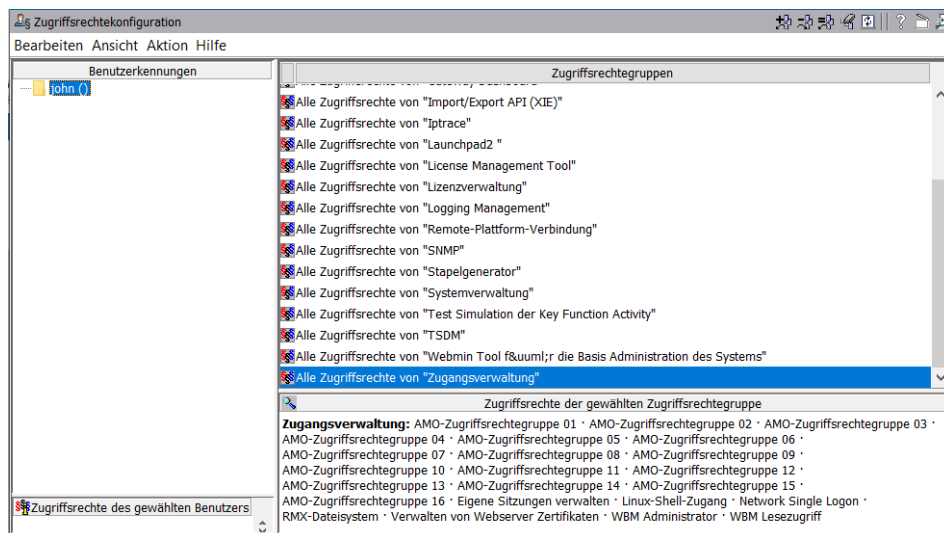 Zugriffsrechtekonfiguration
Bearbeiten Ansicht Aktion Hilfe
Benutzerkennungen
john ()
Zugriffsrechte des gewählten Benutzers
Zugriffsrechtegruppen
Alle Zugriffsrechte von "Import/Export API (XIE)"
Alle Zugriffsrechte von "Iptrace"
Alle Zugriffsrechte von "Launchpad2 "
Alle Zugriffsrechte von "License Management Tool"
Alle Zugriffsrechte von "Lizenzverwaltung"
Alle Zugriffsrechte von "Logging Management"
Alle Zugriffsrechte von "Remote-Plattform-Verbindung"
Alle Zugriffsrechte von "SNMP"
Alle Zugriffsrechte von "Stapelgenerator"
Alle Zugriffsrechte von "Systemverwaltung"
Alle Zugriffsrechte von "Test Simulation der Key Function Activity"
Alle Zugriffsrechte von "TSDM"
Alle Zugriffsrechte von "Webmin Tool f&uuml;r die Basis Administration des Systems"
Alle Zugriffsrechte von "Zugangsverwaltung"
Zugriffsrechte der gewählten Zugriffsrechtegruppe
Zugangsverwaltung: AMO-Zugriffsrechtegruppe 01 · AMO-Zugriffsrechtegruppe 02 · AMO-Zugriffsrechtegruppe 03 ·
AMO-Zugriffsrechtegruppe 04 · AMO-Zugriffsrechtegruppe 05 · AMO-Zugriffsrechtegruppe 06 ·
AMO-Zugriffsrechtegruppe 07 · AMO-Zugriffsrechtegruppe 08 · AMO-Zugriffsrechtegruppe 09 ·
AMO-Zugriffsrechtegruppe 10 · AMO-Zugriffsrechtegruppe 11 · AMO-Zugriffsrechtegruppe 12 ·
AMO-Zugriffsrechtegruppe 13 · AMO-Zugriffsrechtegruppe 14 · AMO-Zugriffsrechtegruppe 15 ·
AMO-Zugriffsrechtegruppe 16 · Eigene Sitzungen verwalten · Linux-Shell-Zugang · Network Single Logon ·
RMX-Dateisystem · Verwalten von Webserver Zertifikaten · WBM Administrator · WBM Lesezugriff